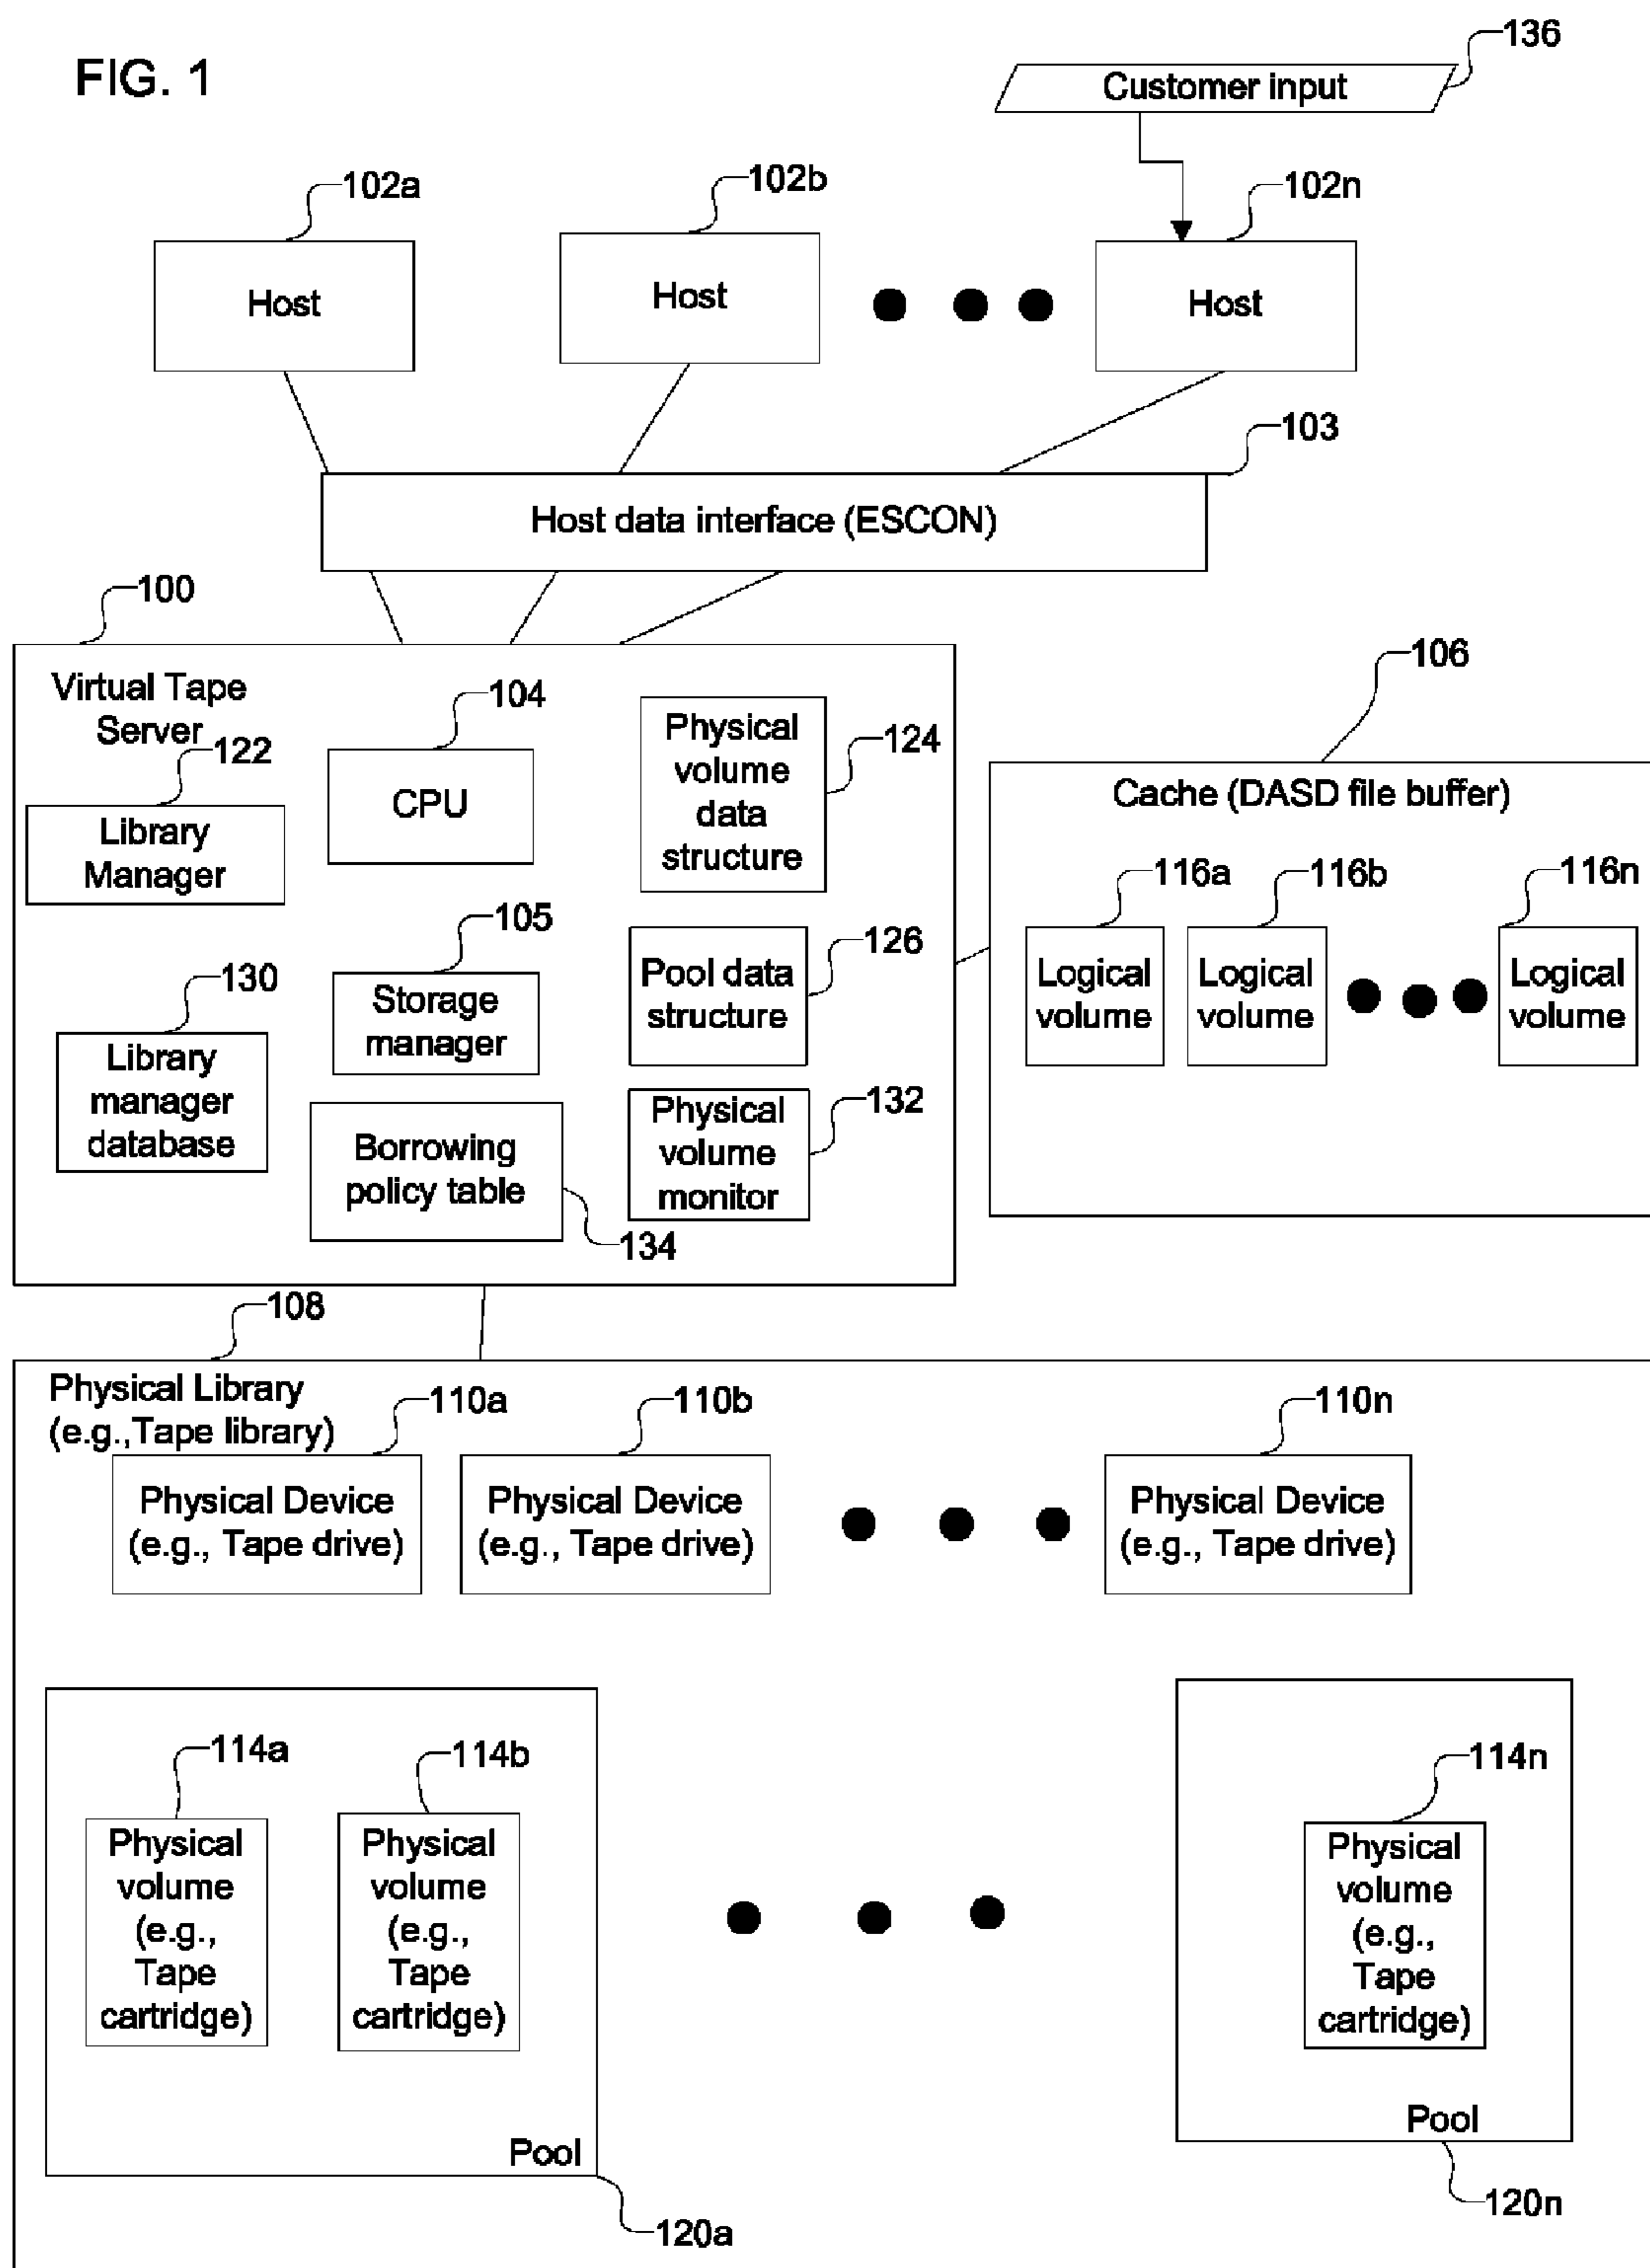 FIG. 1
136
Customer input
102a
102b
102n
Host
Host
Host
103
Host data interface (ESCON)
100
Virtual Tape
Server
122
Library
Manager
104
CPU
Physical
volume
data
structure
124
105
Storage
manager
Pool data
structure
126
130
Library
manager
database
Borrowing
policy table
134
Physical
volume
monitor
132
106
Cache (DASD file buffer)
116a
116b
116n
Logical
volume
Logical
volume
Logical
volume
108
Physical Library
(e.g.,Tape library)
110a
110b
110n
Physical Device
(e.g., Tape drive)
Physical Device
(e.g., Tape drive)
Physical Device
(e.g., Tape drive)
114a
114b
114n
Physical
volume
(e.g.,
Tape
cartridge)
Physical
volume
(e.g.,
Tape
cartridge)
Physical
volume
(e.g.,
Tape
cartridge)
Pool
120a
Pool
120n